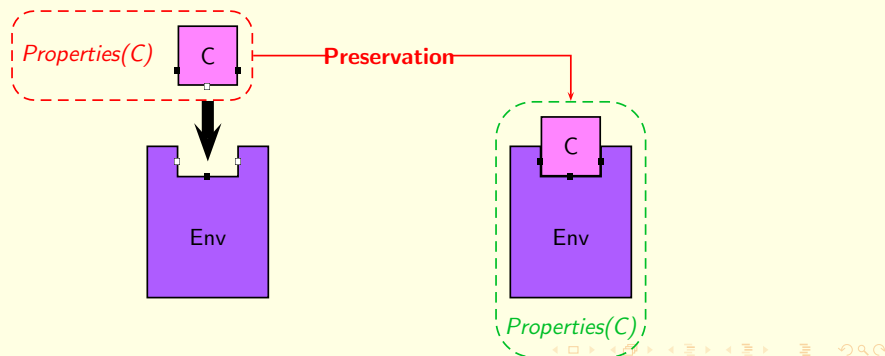 Properties(C)
C
Preservation
C
Env
Env
Properties(C)